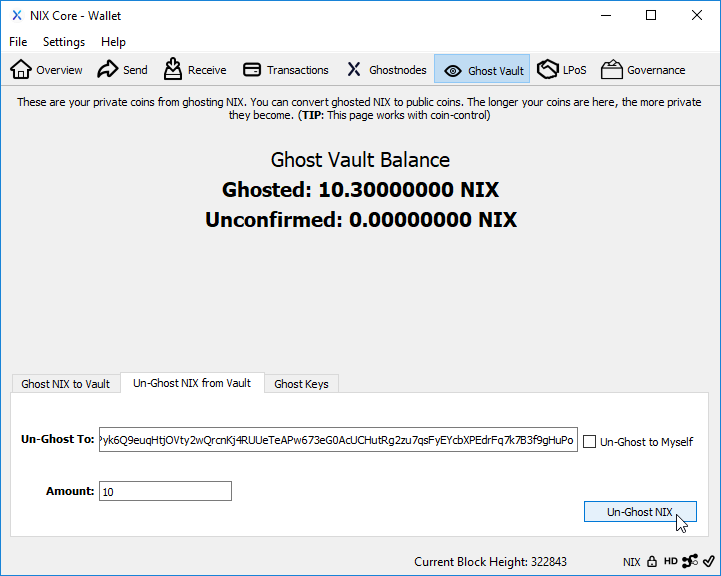 NIX Core - Wallet
File Settings Help
Overview Send Receive Transactions Ghostnodes Ghost Vault LPoS Governance
These are your private coins from ghosting NIX. You can convert ghosted NIX to public coins. The longer your coins are here, the more private
they become. (TIP: This page works with coin-control)
Ghost Vault Balance
Ghosted: 10.30000000 NIX
Unconfirmed: 0.00000000 NIX
Ghost NIX to Vault Un-Ghost NIX from Vault Ghost Keys
Un-Ghost To: Pyk6Q9euqHtjOVty2wQrcnKj4RUUeTeAPw673eG0AcUCHutRg2zu7qsFyEYcbXPEdrFq7k7B3f9gHuPo Un-Ghost to Myself
Amount: 10
Un-Ghost NIX
Current Block Height: 322843 NIX HD